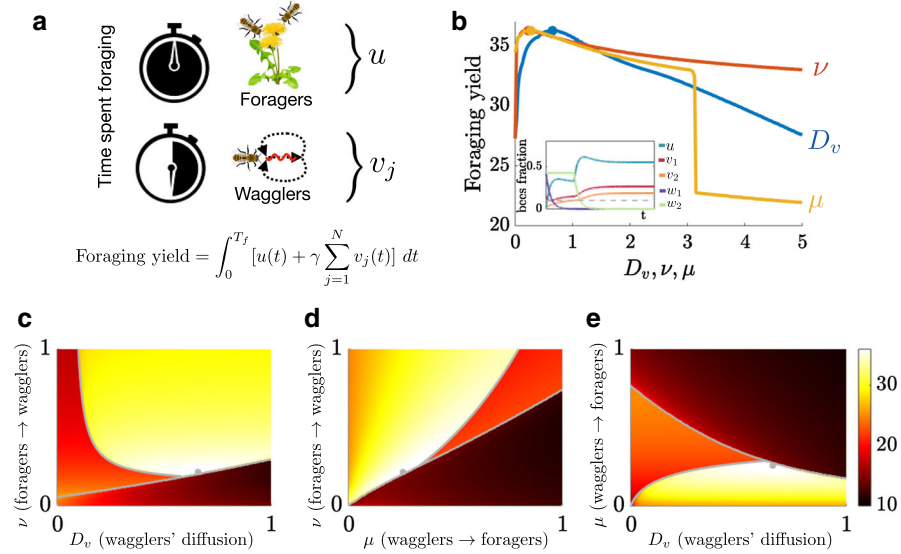 a
Time spent foraging
Foragers
u
Wagglers
v_j
Foraging yield = ∫_0^{T_f} [u(t) + γ ∑_{j=1}^{N} v_j(t)] dt
b
Foraging yield
35
30
25
20
0 1 2 3 4 5
D_v, ν, μ
ν
D_v
μ
bees fraction
0.5
0
t
u
v_1
v_2
w_1
w_2
c
ν (foragers → wagglers)
1
0
0 1
D_v (wagglers' diffusion)
d
ν (foragers → wagglers)
1
0
0 1
μ (wagglers → foragers)
e
μ (wagglers → foragers)
1
0
0 1
D_v (wagglers' diffusion)
30
20
10